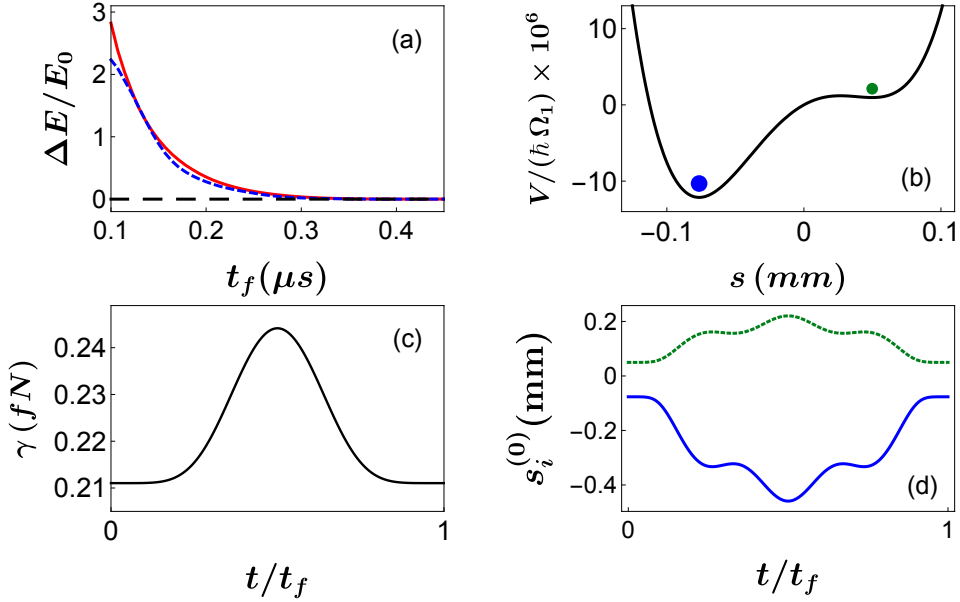 (a)
ΔE/E₀
3
2
1
0
0.1 0.2 0.3 0.4
t_f(μs)
(b)
V/(ħ Ω₁) × 10⁶
10
0
−10
−0.1 0 0.1
s (mm)
(c)
γ (fN)
0.24
0.23
0.22
0.21
0 1
t/t_f
(d)
s_i^(0) (mm)
0.2
0
−0.2
−0.4
0 1
t/t_f